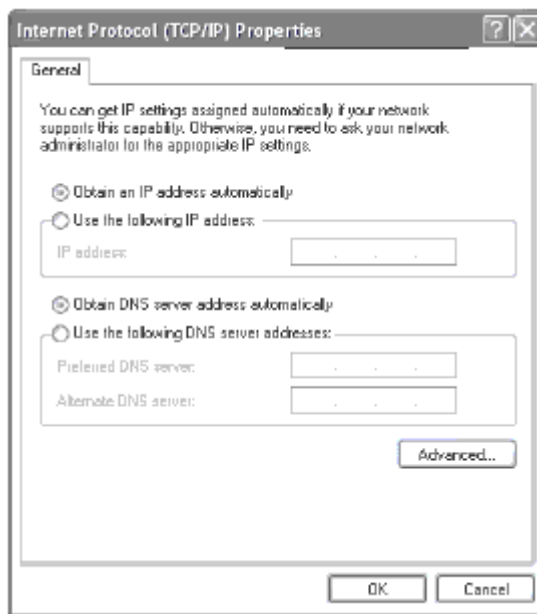 Internet Protocol (TCP/IP) Properties
General
You can get IP settings assigned automatically if your network
supports this capability. Otherwise, you need to ask your network
administrator for the appropriate IP settings.
Obtain an IP address automatically
Use the following IP address:
IP address:
Obtain DNS server address automatically
Use the following DNS server addresses:
Preferred DNS server:
Alternate DNS server:
Advanced...
OK
Cancel